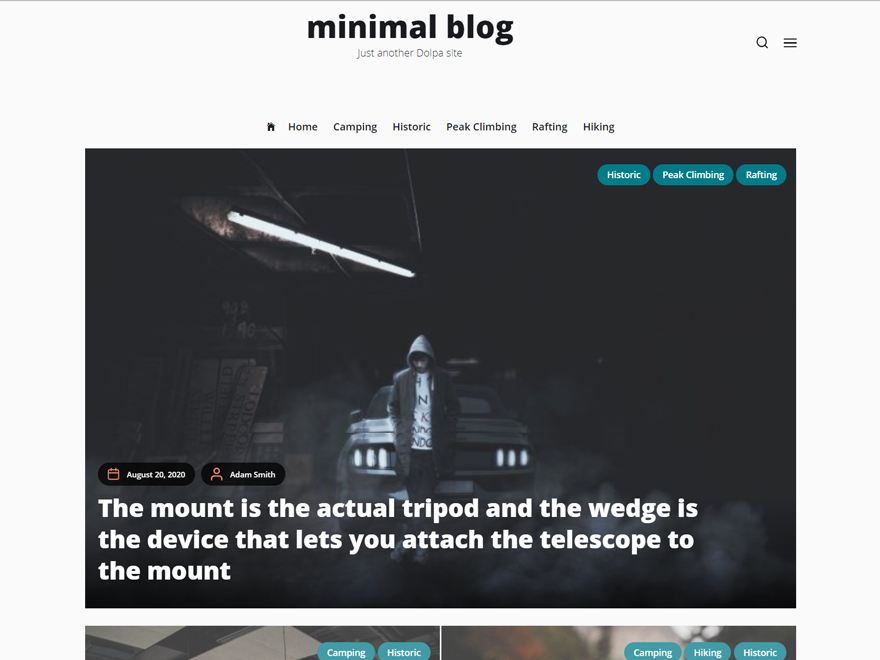 minimal blog
Just another Dolpa site
Home Camping Historic Peak Climbing Rafting Hiking
Historic Peak Climbing Rafting
August 20, 2020 Adam Smith
The mount is the actual tripod and the wedge is
the device that lets you attach the telescope to
the mount
Camping Historic Camping Hiking Historic